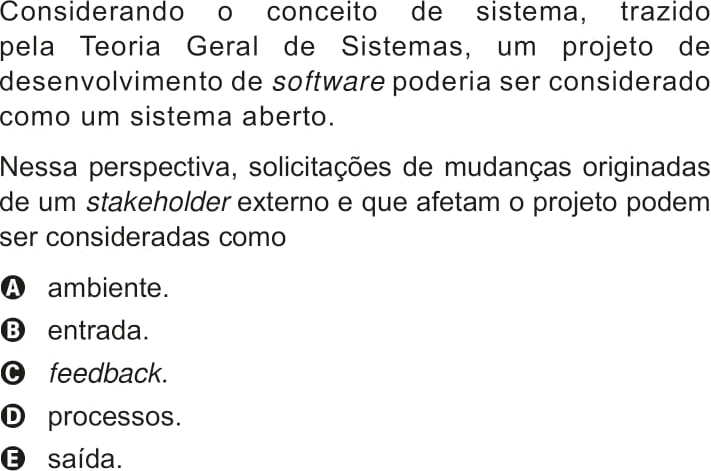 Considerando o conceito de sistema, trazido
pela Teoria Geral de Sistemas, um projeto de
desenvolvimento de software poderia ser considerado
como um sistema aberto.
Nessa perspectiva, solicitações de mudanças originadas
de um stakeholder externo e que afetam o projeto podem
ser consideradas como
A ambiente.
B entrada.
C feedback.
D processos.
E saída.